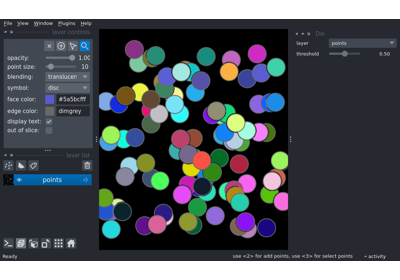 File View Window Plugins Help
layer controls
opacity: 1.00
point size: 10
blending: translucen
symbol: disc
face color: #5a5bcfff
edge color: dimgrey
display text:
out of slice:
layer list
points
layer points
threshold 0.50
Ready use <2> for add points, use <3> for select points activity